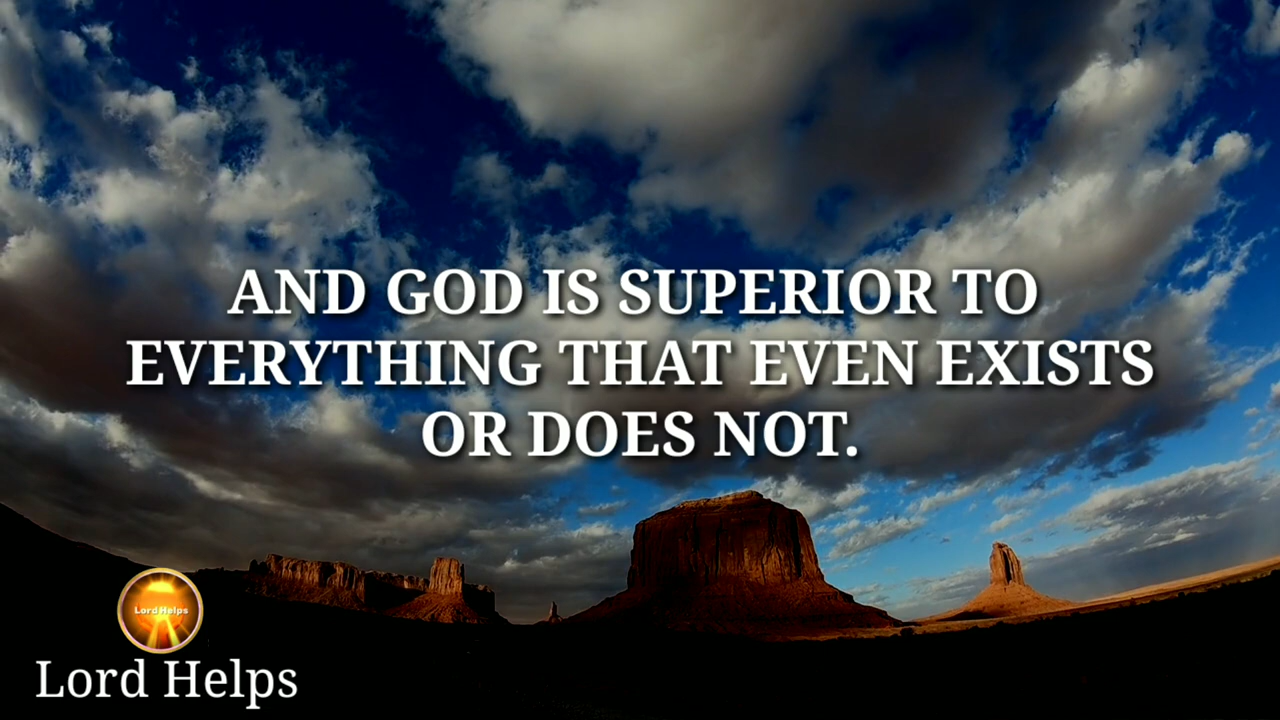 AND GOD IS SUPERIOR TO
EVERYTHING THAT EVEN EXISTS
OR DOES NOT.
Lord Helps
Lord Helps